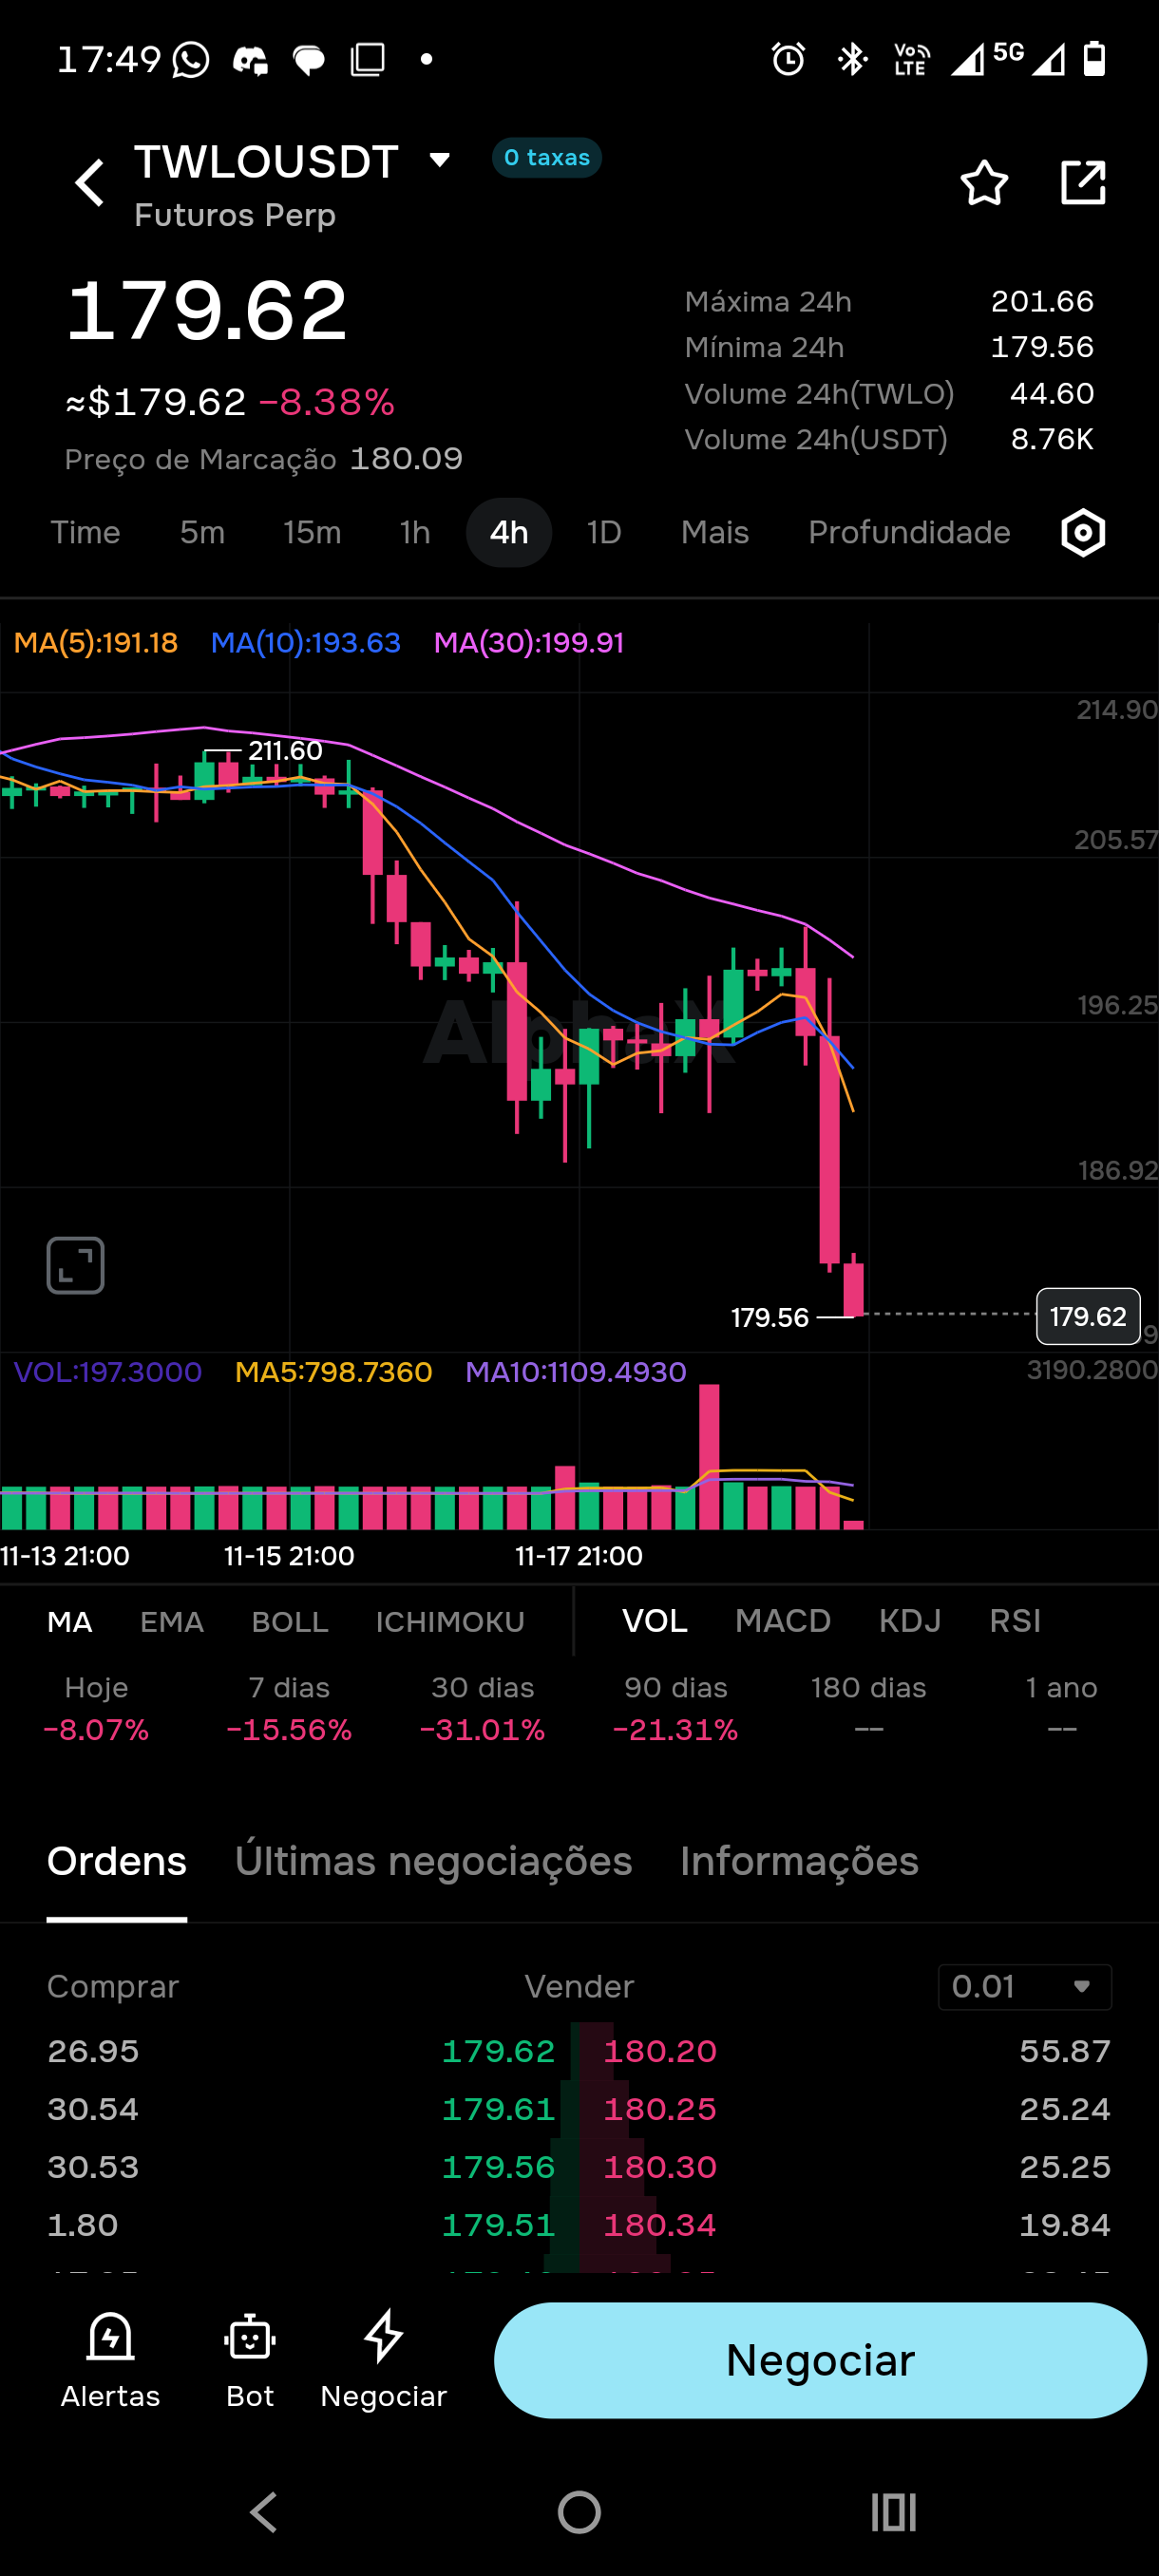 17:49 VoLTE 5G
TWLOUSDT 0 taxas
Futuros Perp
179.62
≈$179.62 -8.38%
Preço de Marcação 180.09
Máxima 24h 201.66
Mínima 24h 179.56
Volume 24h(TWLO) 44.60
Volume 24h(USDT) 8.76K
Time 5m 15m 1h 4h 1D Mais Profundidade
MA(5):191.18 MA(10):193.63 MA(30):199.91
214.90
211.60
205.57
196.25
AlphaX
186.92
179.56
179.62
9
VOL:197.3000 MA5:798.7360 MA10:1109.4930 3190.2800
11-13 21:00 11-15 21:00 11-17 21:00
MA EMA BOLL ICHIMOKU VOL MACD KDJ RSI
Hoje 7 dias 30 dias 90 dias 180 dias 1 ano
-8.07% -15.56% -31.01% -21.31% -- --
Ordens Últimas negociações Informações
Comprar Vender 0.01
26.95 179.62 180.20 55.87
30.54 179.61 180.25 25.24
30.53 179.56 180.30 25.25
1.80 179.51 180.34 19.84
Alertas Bot Negociar Negociar